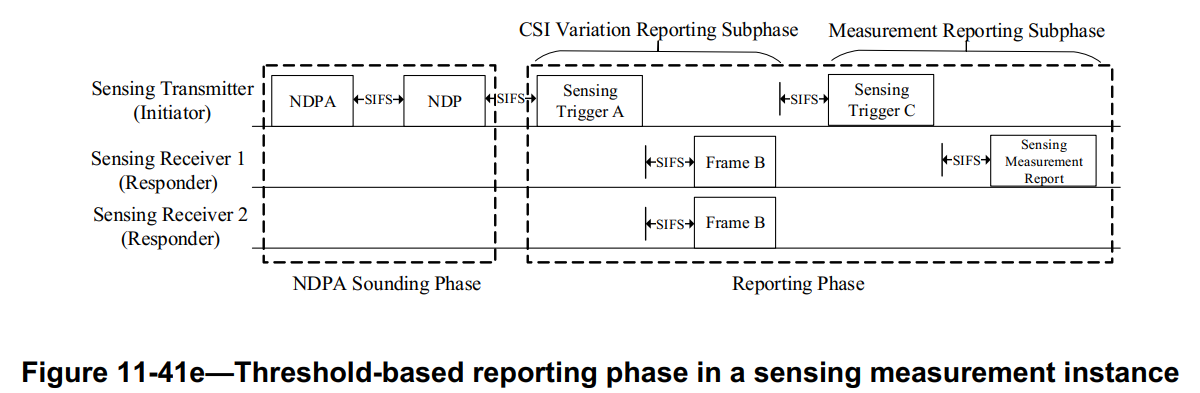 CSI Variation Reporting Subphase
Measurement Reporting Subphase
Sensing Transmitter
(Initiator)
NDPA
SIFS
NDP
SIFS
Sensing
Trigger A
SIFS
Sensing
Trigger C
Sensing Receiver 1
(Responder)
SIFS
Frame B
SIFS
Sensing
Measurement
Report
Sensing Receiver 2
(Responder)
SIFS
Frame B
NDPA Sounding Phase
Reporting Phase
Figure 11-41e—Threshold-based reporting phase in a sensing measurement instance